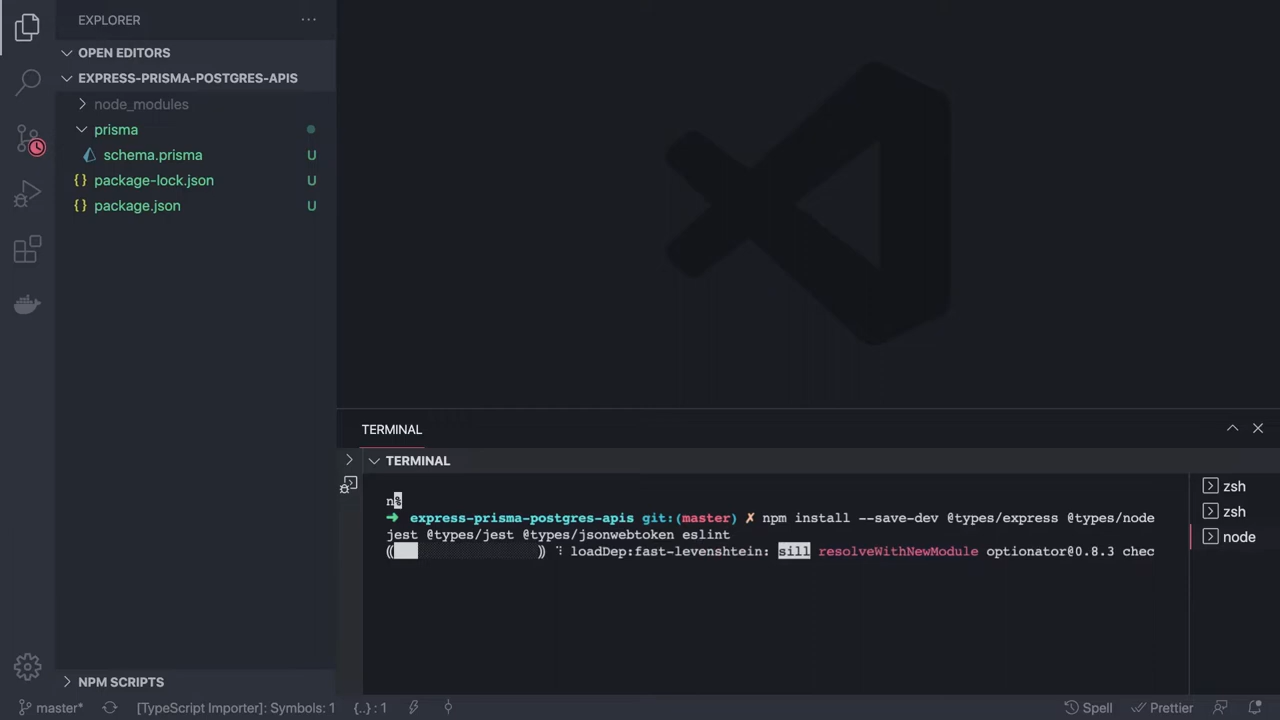 EXPLORER
OPEN EDITORS
EXPRESS-PRISMA-POSTGRES-APIS
node_modules
prisma
schema.prisma U
{} package-lock.json U
{} package.json U
TERMINAL
TERMINAL
n%
➜ express-prisma-postgres-apis git:(master) ✗ npm install --save-dev @types/express @types/node
jest @types/jest @types/jsonwebtoken eslint
(( )) ⠹ loadDep:fast-levenshtein: sill resolveWithNewModule optionator@0.8.3 chec
zsh
zsh
node
NPM SCRIPTS
master* [TypeScript Importer]: Symbols: 1 {..} : 1 Spell Prettier